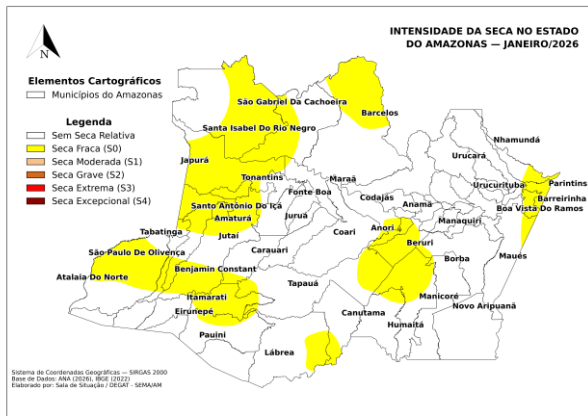 INTENSIDADE DA SECA NO ESTADO
DO AMAZONAS — JANEIRO/2026
N
Elementos Cartográficos
Municípios do Amazonas
Legenda
Sem Seca Relativa
Seca Fraca (S0)
Seca Moderada (S1)
Seca Grave (S2)
Seca Extrema (S3)
Seca Excepcional (S4)
São Gabriel Da Cachoeira
Barcelos
Santa Isabel Do Rio Negro
Nhamundá
Japurá
Urucará
Tonantins
Maraã
Urucurituba
Parintins
Fonte Boa
Barreirinha
Santo Antônio Do Içá
Codajás
Anamã
Boa Vista Do Ramos
Amaturá
Juruá
Manaquiri
Tabatinga
Jutaí
Coari
Anori
Beruri
São Paulo De Olivença
Carauari
Borba
Maués
Atalaia Do Norte
Benjamin Constant
Tapauá
Itamarati
Manicoré
Novo Aripuanã
Eirunepé
Canutama
Humaitá
Pauini
Lábrea
Sistema de Coordenadas Geográficas — SIRGAS 2000
Base de Dados: ANA (2026), IBGE (2022)
Elaborado por: Sala de Situação / DEGAT - SEMA/AM